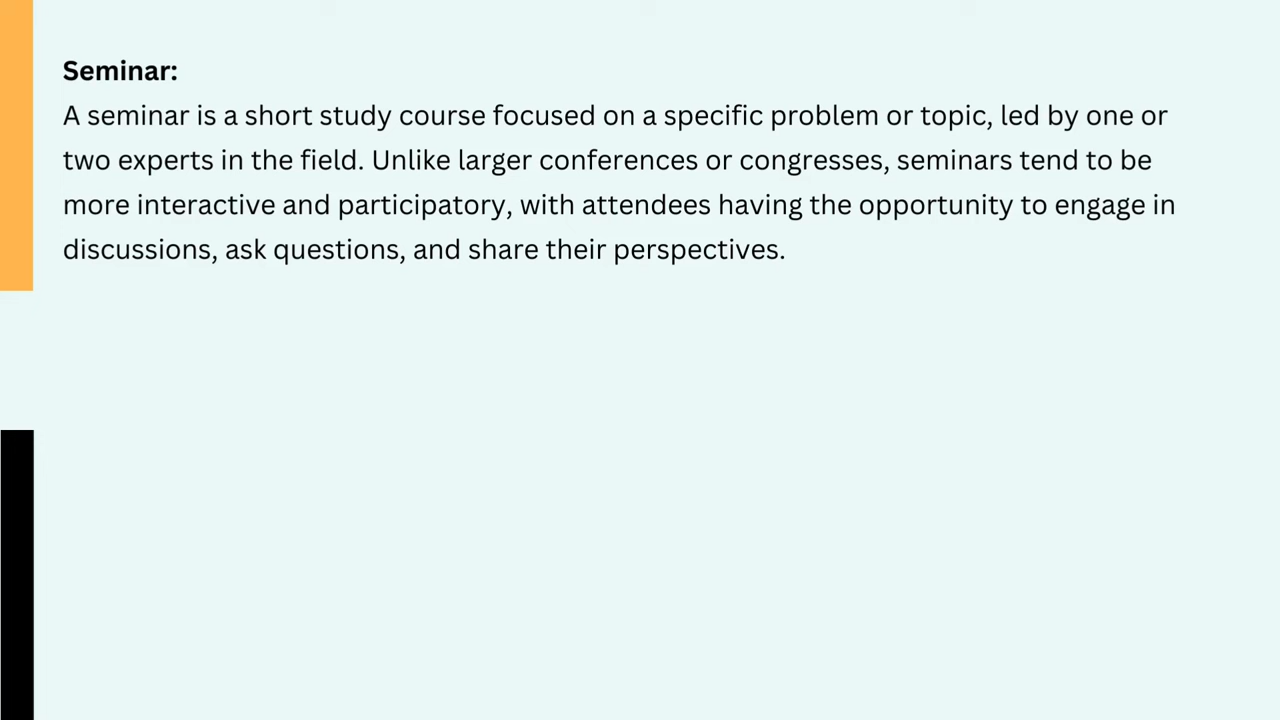 Seminar:
A seminar is a short study course focused on a specific problem or topic, led by one or
two experts in the field. Unlike larger conferences or congresses, seminars tend to be
more interactive and participatory, with attendees having the opportunity to engage in
discussions, ask questions, and share their perspectives.